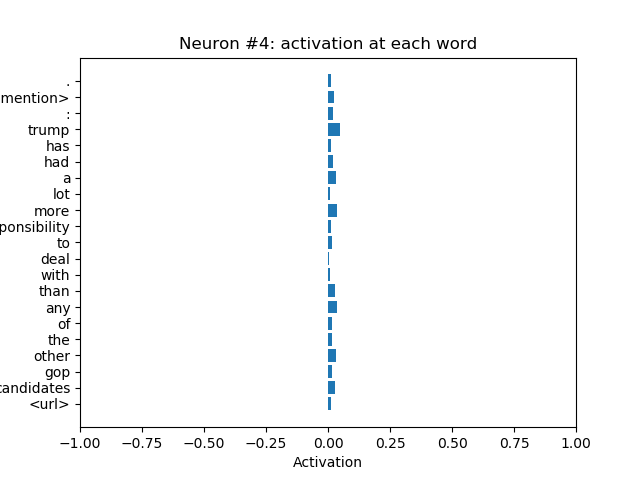 Neuron #4: activation at each word
.
mention>
:
trump
has
had
a
lot
more
ponsibility
to
deal
with
than
any
of
the
other
gop
candidates
<url>
−1.00 −0.75 −0.50 −0.25 0.00 0.25 0.50 0.75 1.00
Activation